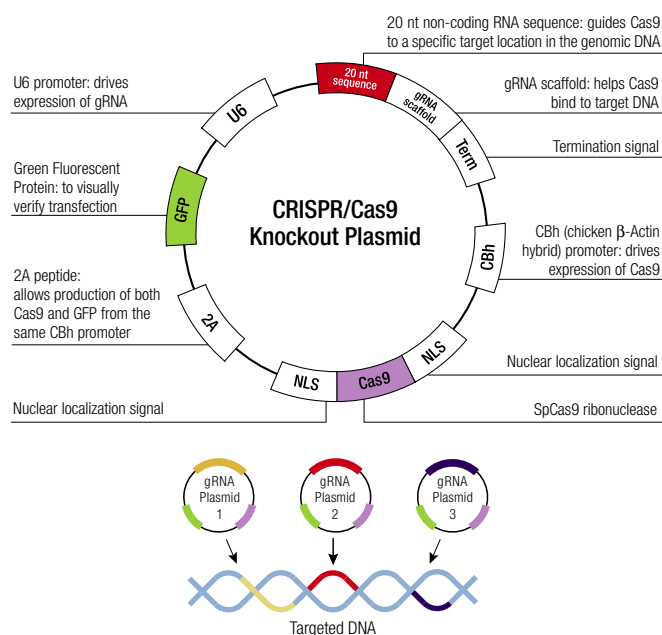 20 nt non-coding RNA sequence: guides Cas9
to a specific target location in the genomic DNA
U6 promoter: drives
expression of gRNA
20 nt
sequence
gRNA
scaffold
gRNA scaffold: helps Cas9
bind to target DNA
U6
Term
Termination signal
Green Fluorescent
Protein: to visually
verify transfection
GFP
CRISPR/Cas9
Knockout Plasmid
CBh
CBh (chicken β-Actin
hybrid) promoter: drives
expression of Cas9
2A peptide:
allows production of both
Cas9 and GFP from the
same CBh promoter
2A
NLS
Cas9
NLS
Nuclear localization signal
Nuclear localization signal
SpCas9 ribonuclease
gRNA
Plasmid
1
gRNA
Plasmid
2
gRNA
Plasmid
3
Targeted DNA